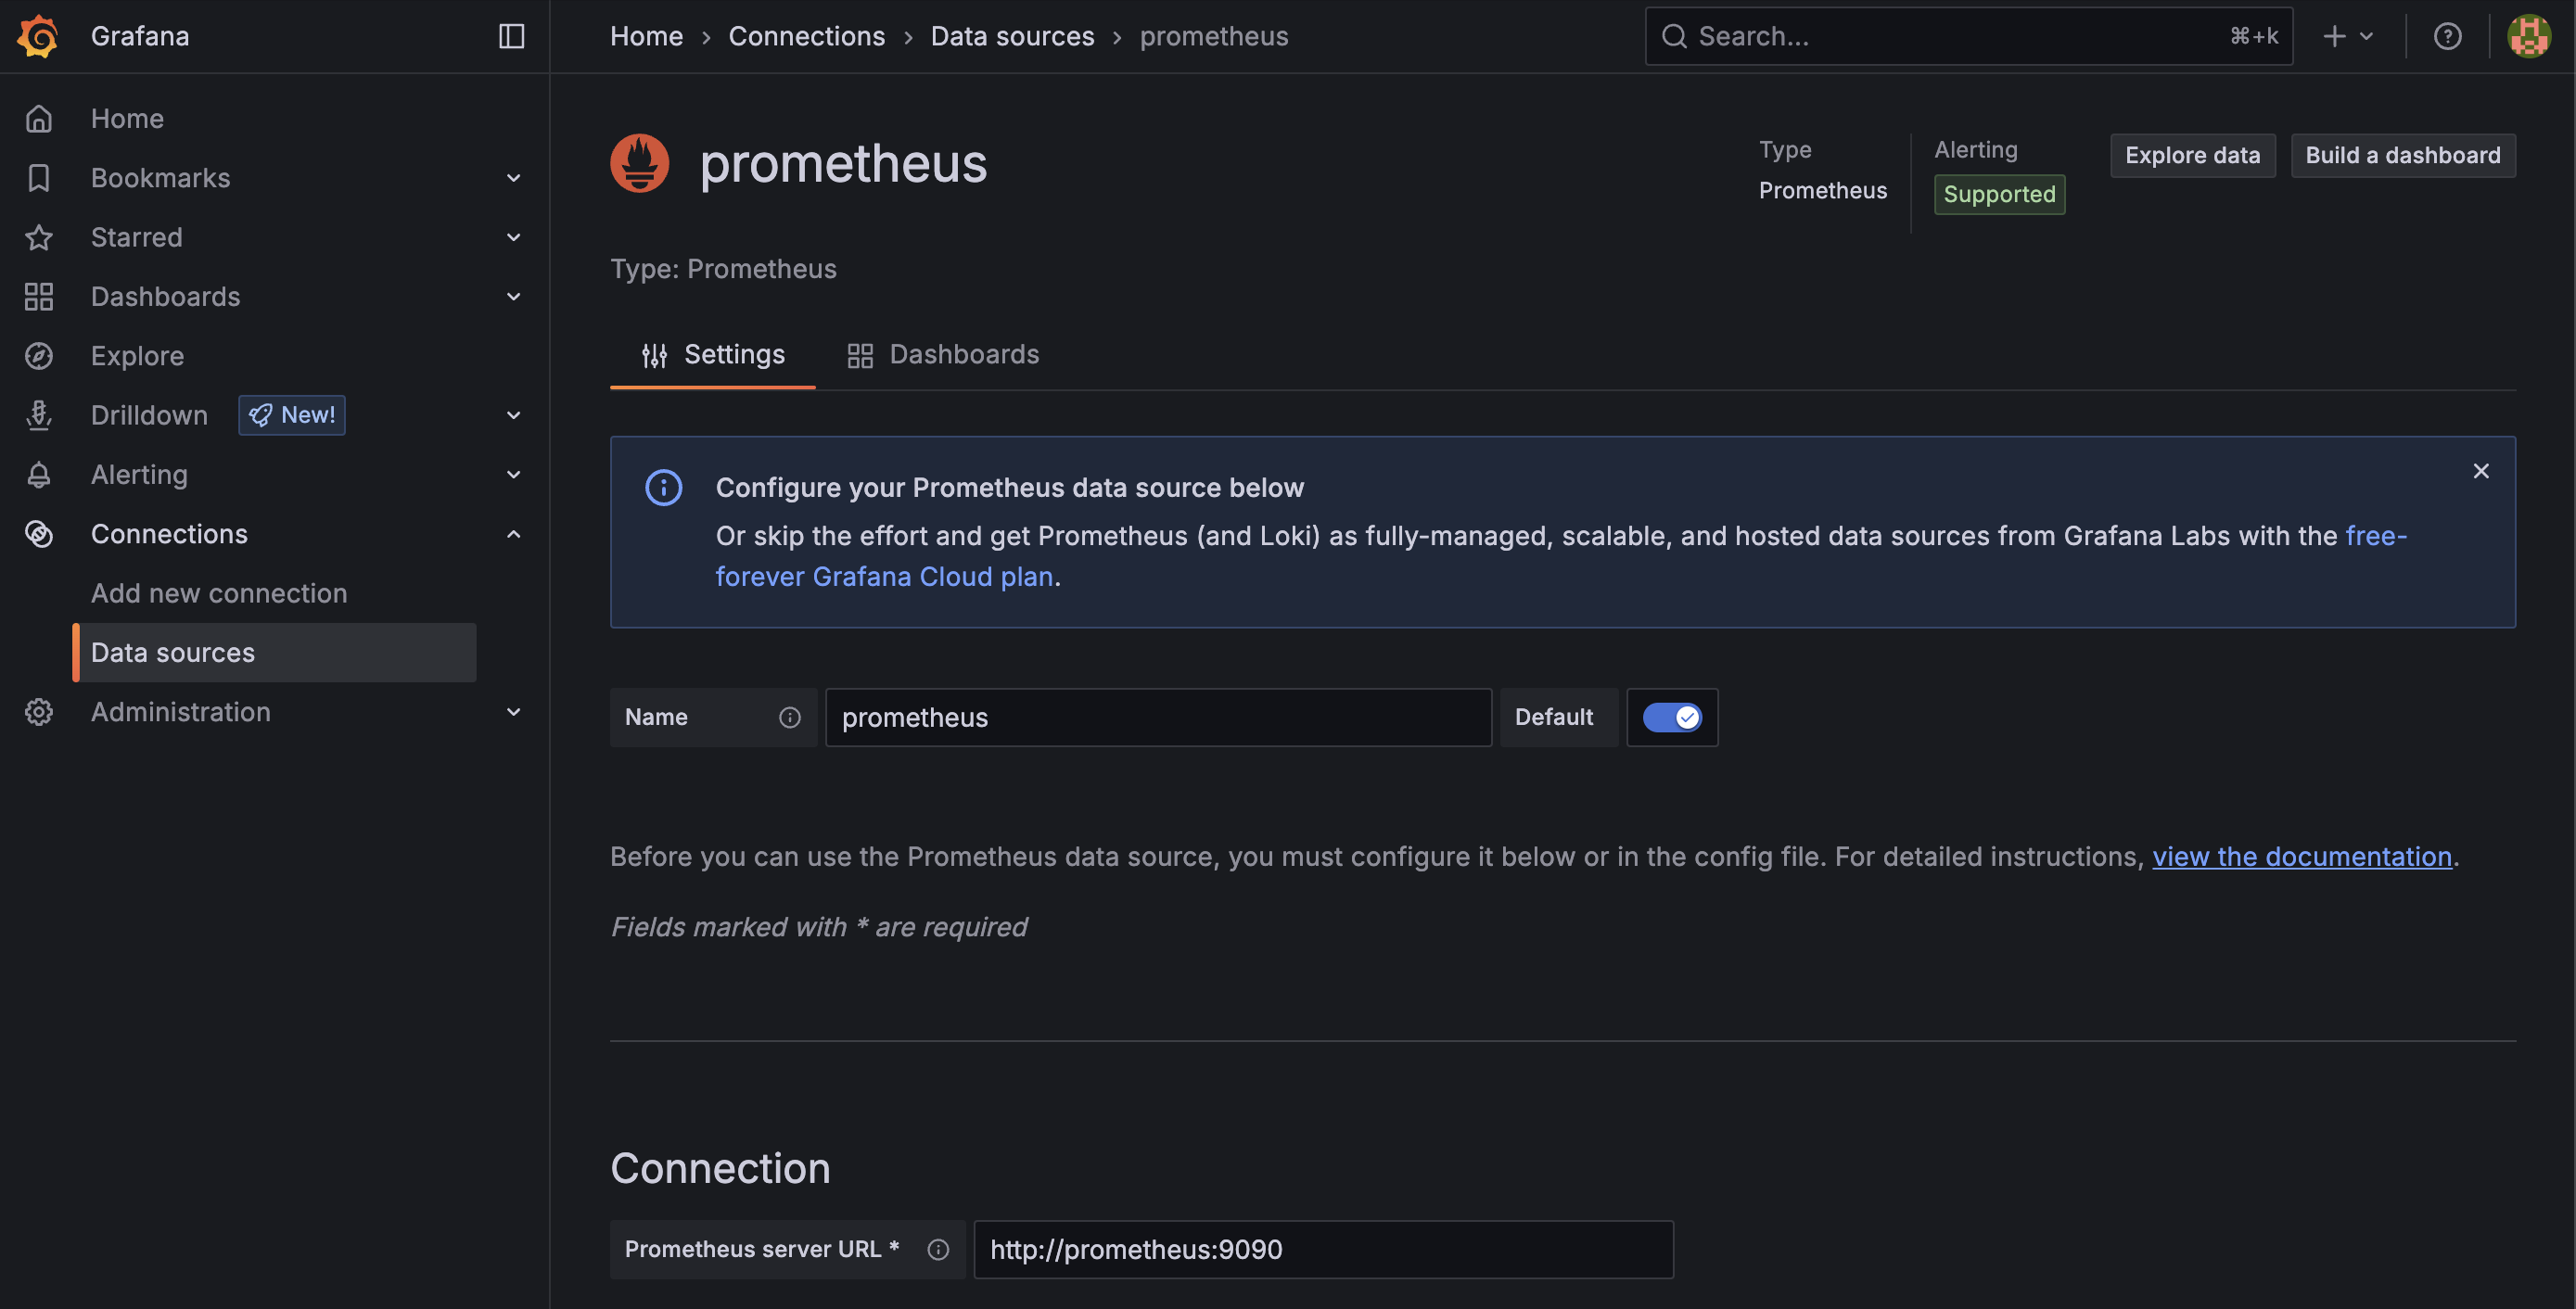 Grafana
Home > Connections > Data sources > prometheus
Search...
⌘+k
Home
Bookmarks
Starred
Dashboards
Explore
Drilldown
New!
Alerting
Connections
Add new connection
Data sources
Administration
prometheus
Type
Prometheus
Alerting
Supported
Explore data
Build a dashboard
Type: Prometheus
Settings
Dashboards
Configure your Prometheus data source below
Or skip the effort and get Prometheus (and Loki) as fully-managed, scalable, and hosted data sources from Grafana Labs with the free-
forever Grafana Cloud plan.
Name
prometheus
Default
Before you can use the Prometheus data source, you must configure it below or in the config file. For detailed instructions, view the documentation.
Fields marked with * are required
Connection
Prometheus server URL *
http://prometheus:9090